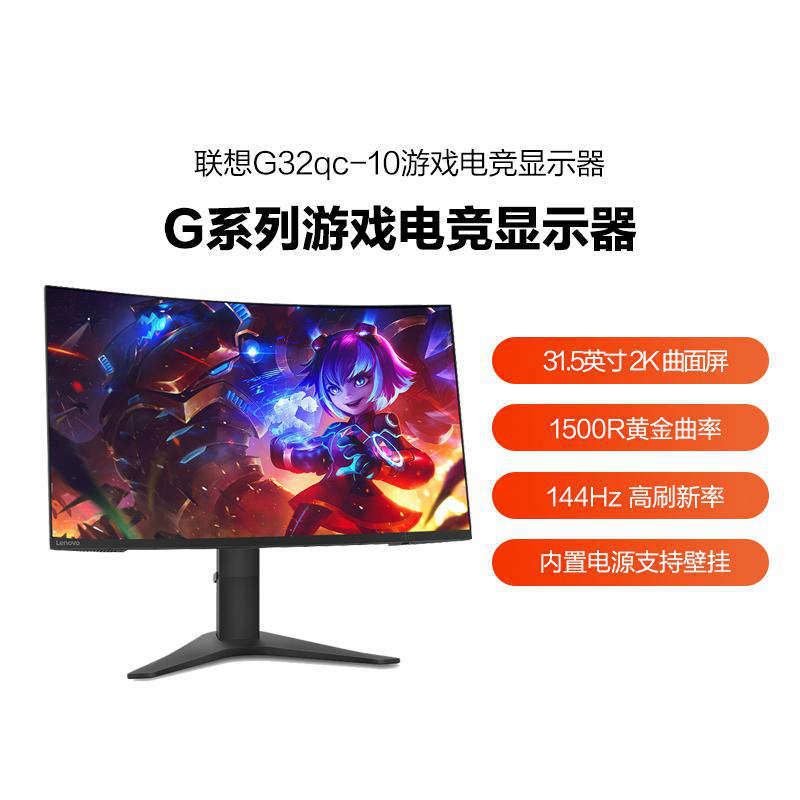 联想G32qc-10游戏电竞显示器
G系列游戏电竞显示器
31.5英寸 2K 曲面屏
1500R黄金曲率
144Hz 高刷新率
内置电源支持壁挂
Lenovo